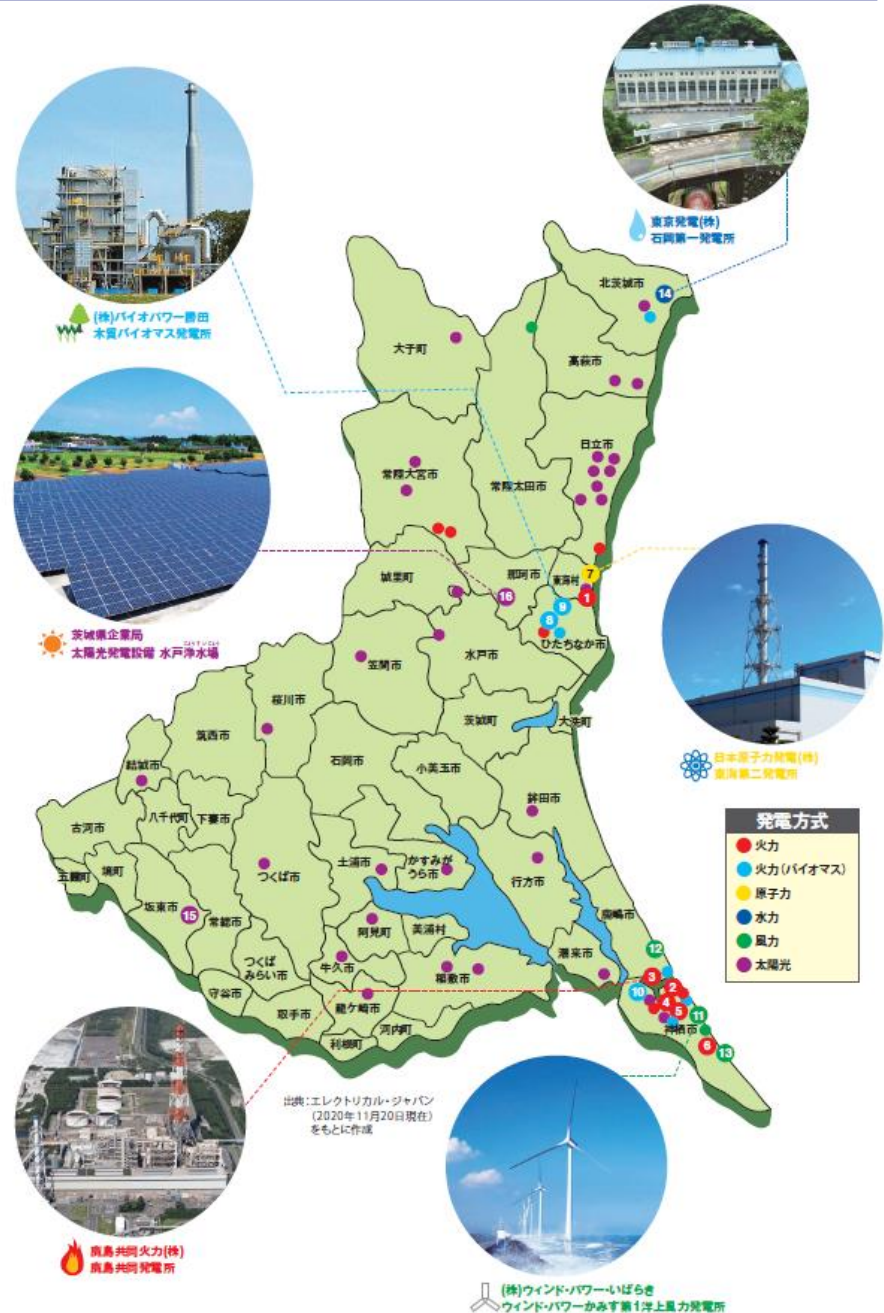 東京発電(株)
石岡第一発電所
(株)バイオパワー勝田
木質バイオマス発電所
北茨城市
14
大子町
高萩市
日立市
常陸大宮市
常陸太田市
城里町
那珂市
東海村
7
1
16
9
8
ひたちなか市
茨城県企業局
太陽光発電設備 水戸浄水場
じょうすいじょう
笠間市
水戸市
桜川市
茨城町
大洗町
筑西市
石岡市
小美玉市
結城市
日本原子力発電(株)
東海第二発電所
鉾田市
古河市
八千代町
下妻市
五霞町
境町
つくば市
土浦市
かすみが
うら市
行方市
坂東市
15
常総市
阿見町
美浦村
鹿嶋市
つくば
みらい市
牛久市
稲敷市
潮来市
12
守谷市
取手市
龍ケ崎市
河内町
利根町
3
10
2
4
5
11
神栖市
6
13
発電方式
火力
火力(バイオマス)
原子力
水力
風力
太陽光
出典:エレクトリカル・ジャパン
(2020年11月20日現在)
をもとに作成
鹿島共同火力(株)
鹿島共同発電所
(株)ウィンド・パワー・いばらき
ウィンド・パワーかみす第1洋上風力発電所